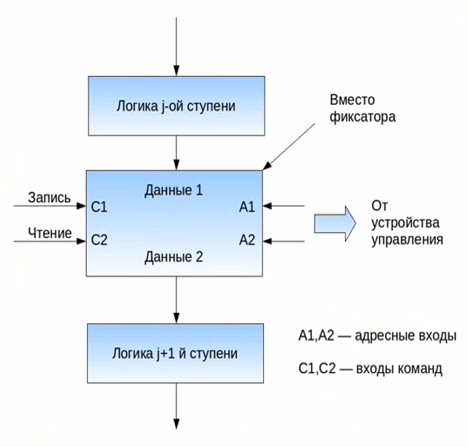 Логика j-ой ступени
Вместо
фиксатора
Данные 1
Запись
C1
A1
От
устройства
управления
Чтение
C2
A2
Данные 2
Логика j+1 й ступени
A1,A2 — адресные входы
C1,C2 — входы команд